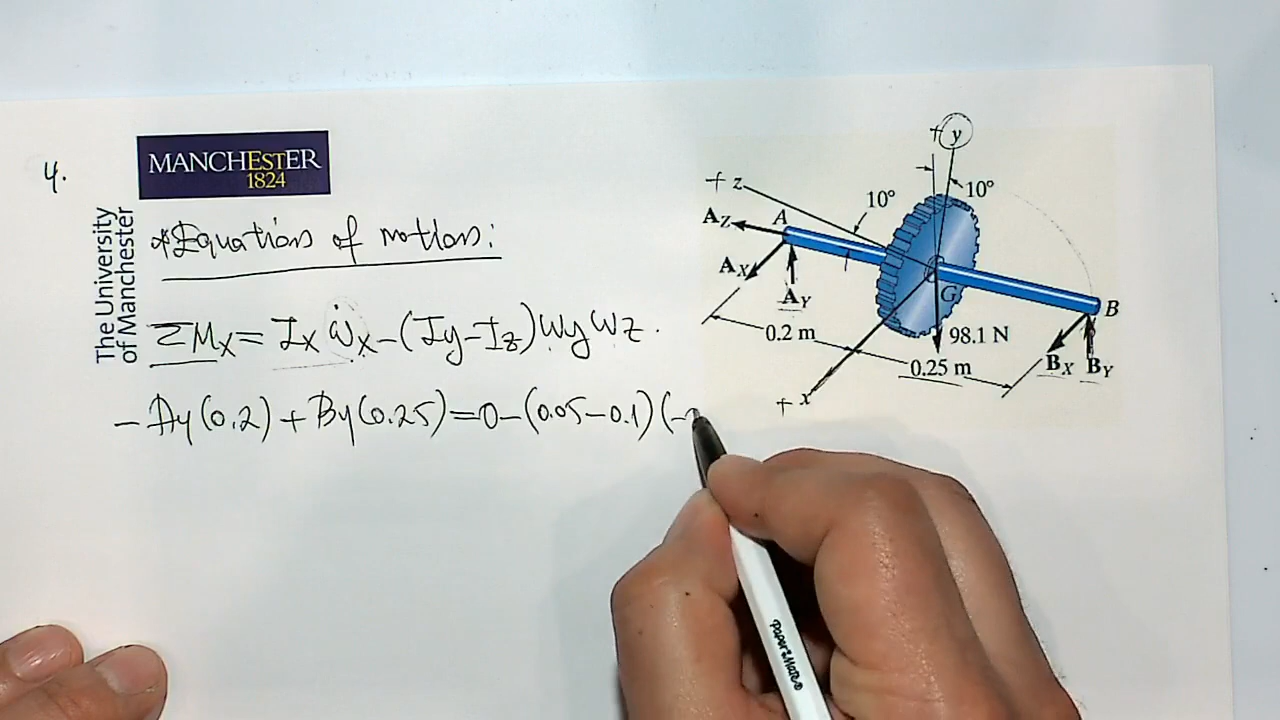 4.
MANCHESTER
1824
The University
of Manchester
*Equations of motions:
ΣMx = Ix ω̇x - (Iy - Iz) ωy ωz.
- Ay(0.2) + By(0.25) = 0 - (0.05 - 0.1) (-
+ y
10°
+ z
10°
AZ
A
AX
AY
G
B
0.2 m
98.1 N
0.25 m
BX
BY
+ x
PaperMate